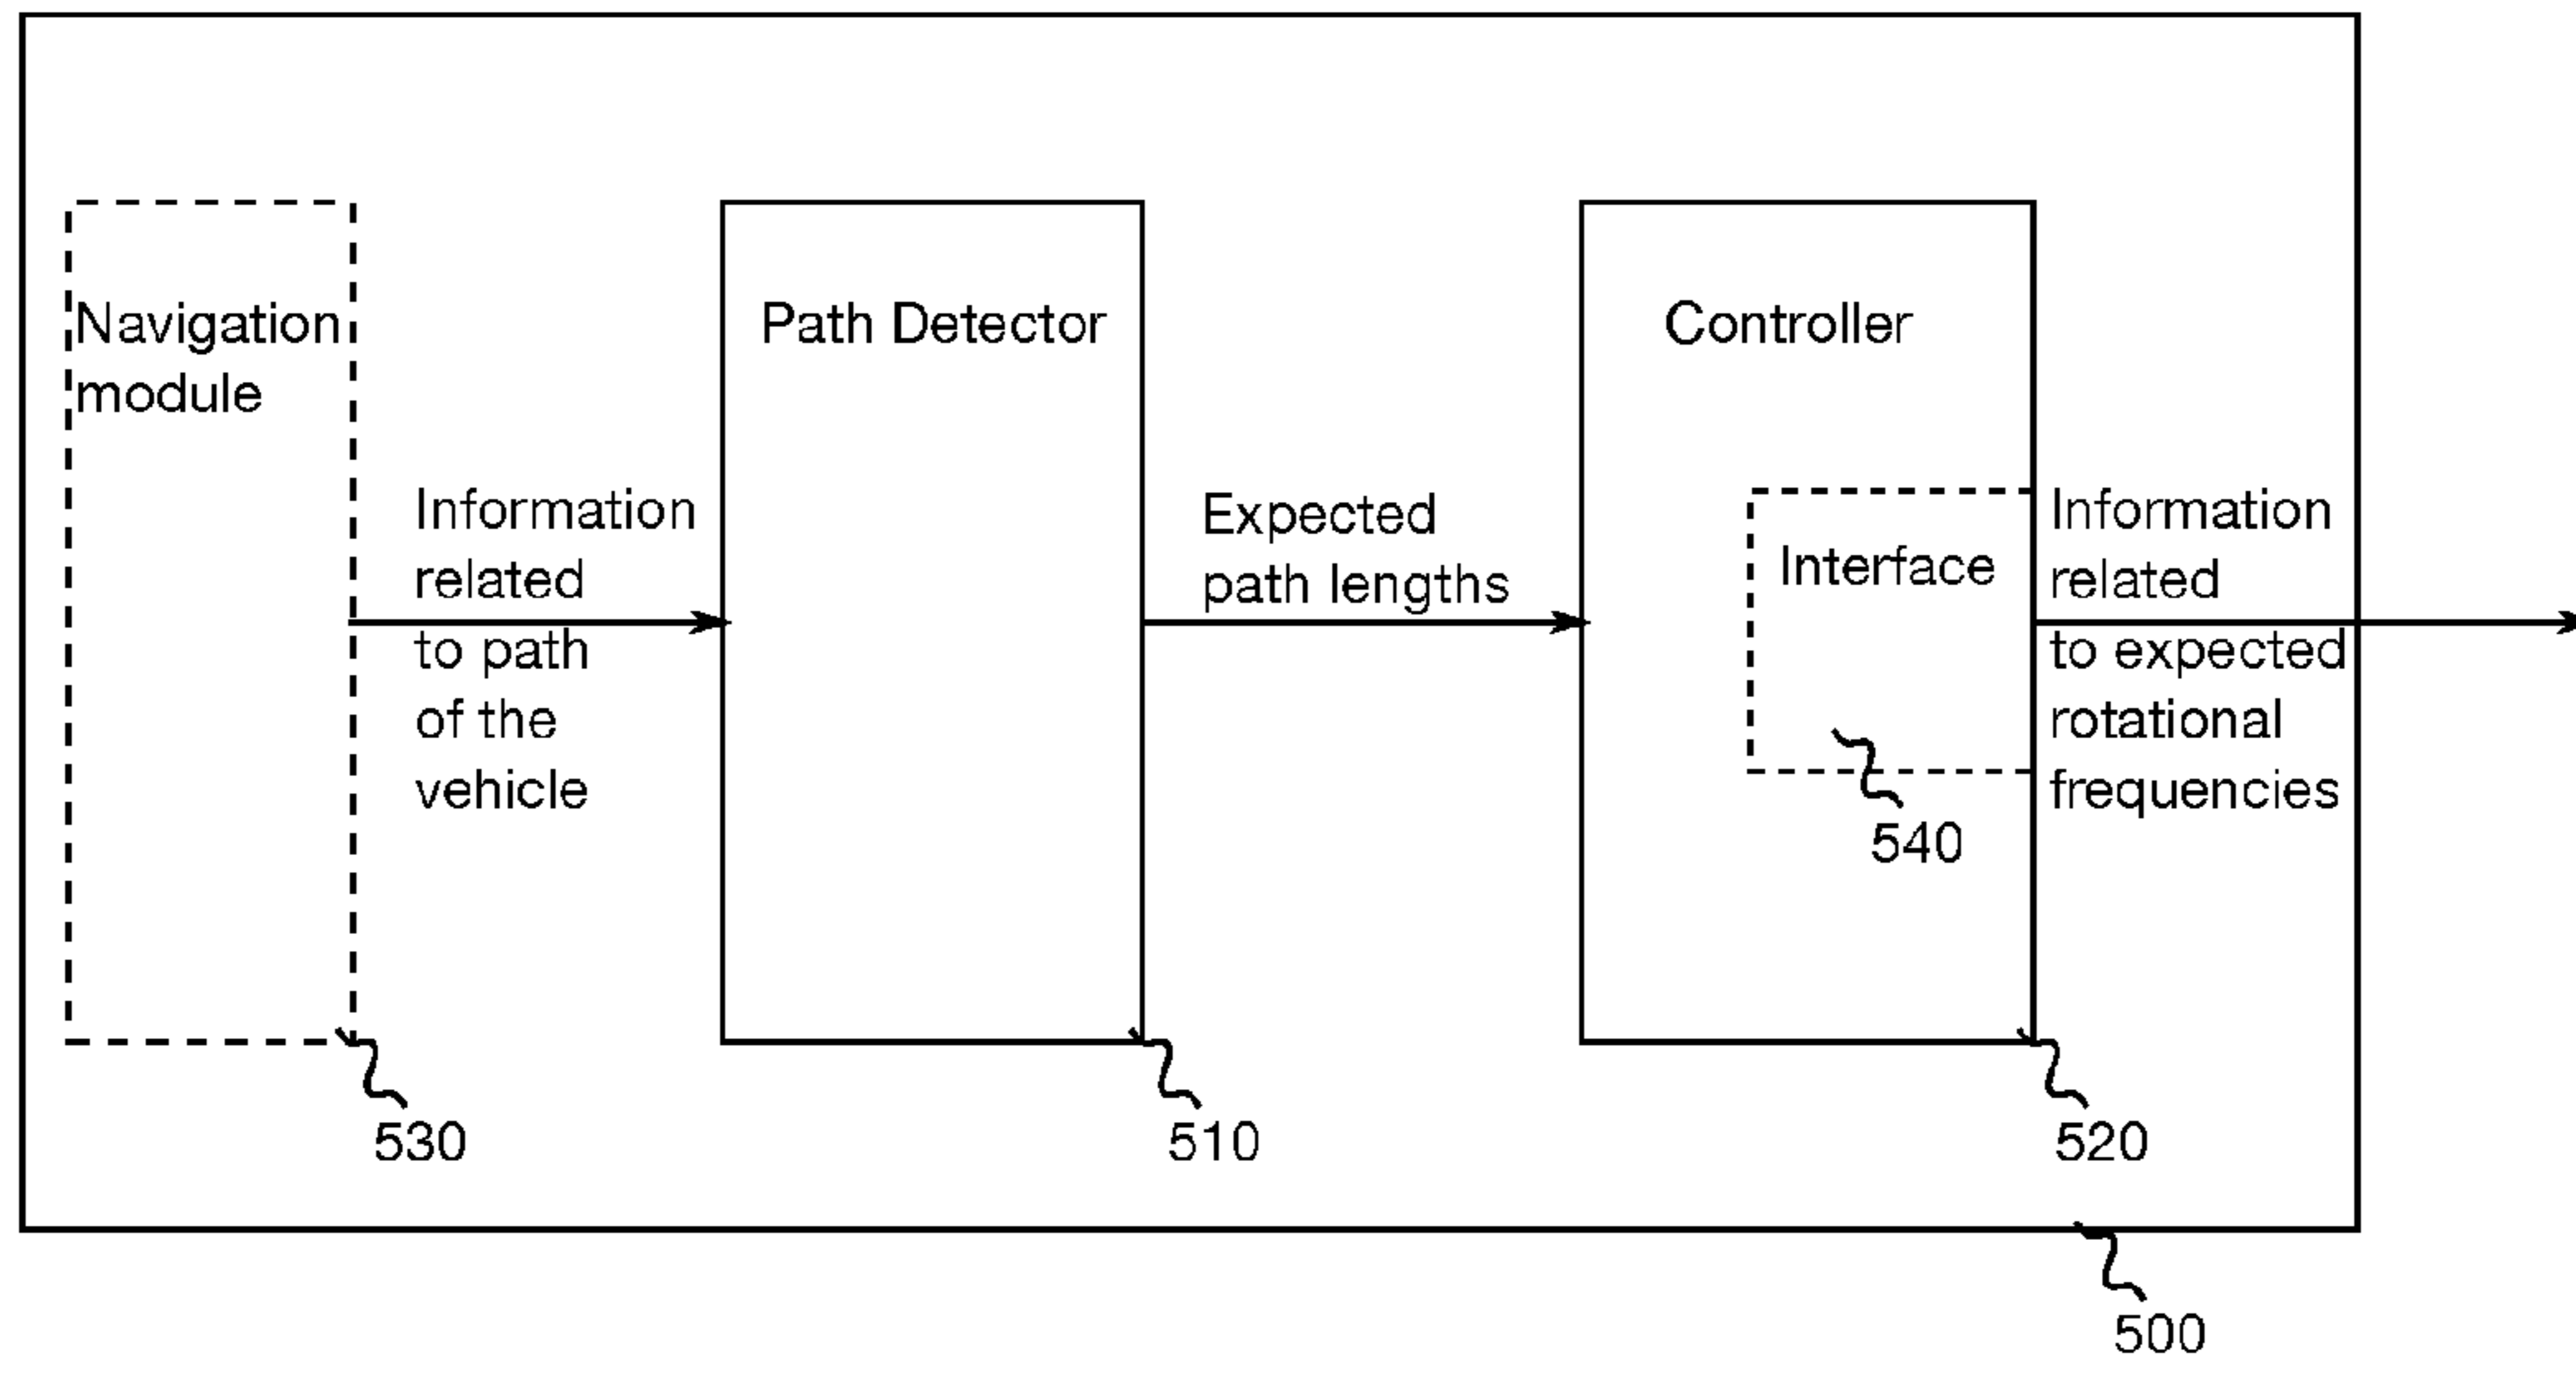 Navigation
module
Path Detector
Controller
Information
related
to path
of the
vehicle
Expected
path lengths
Interface
540
Information
related
to expected
rotational
frequencies
530
510
520
500